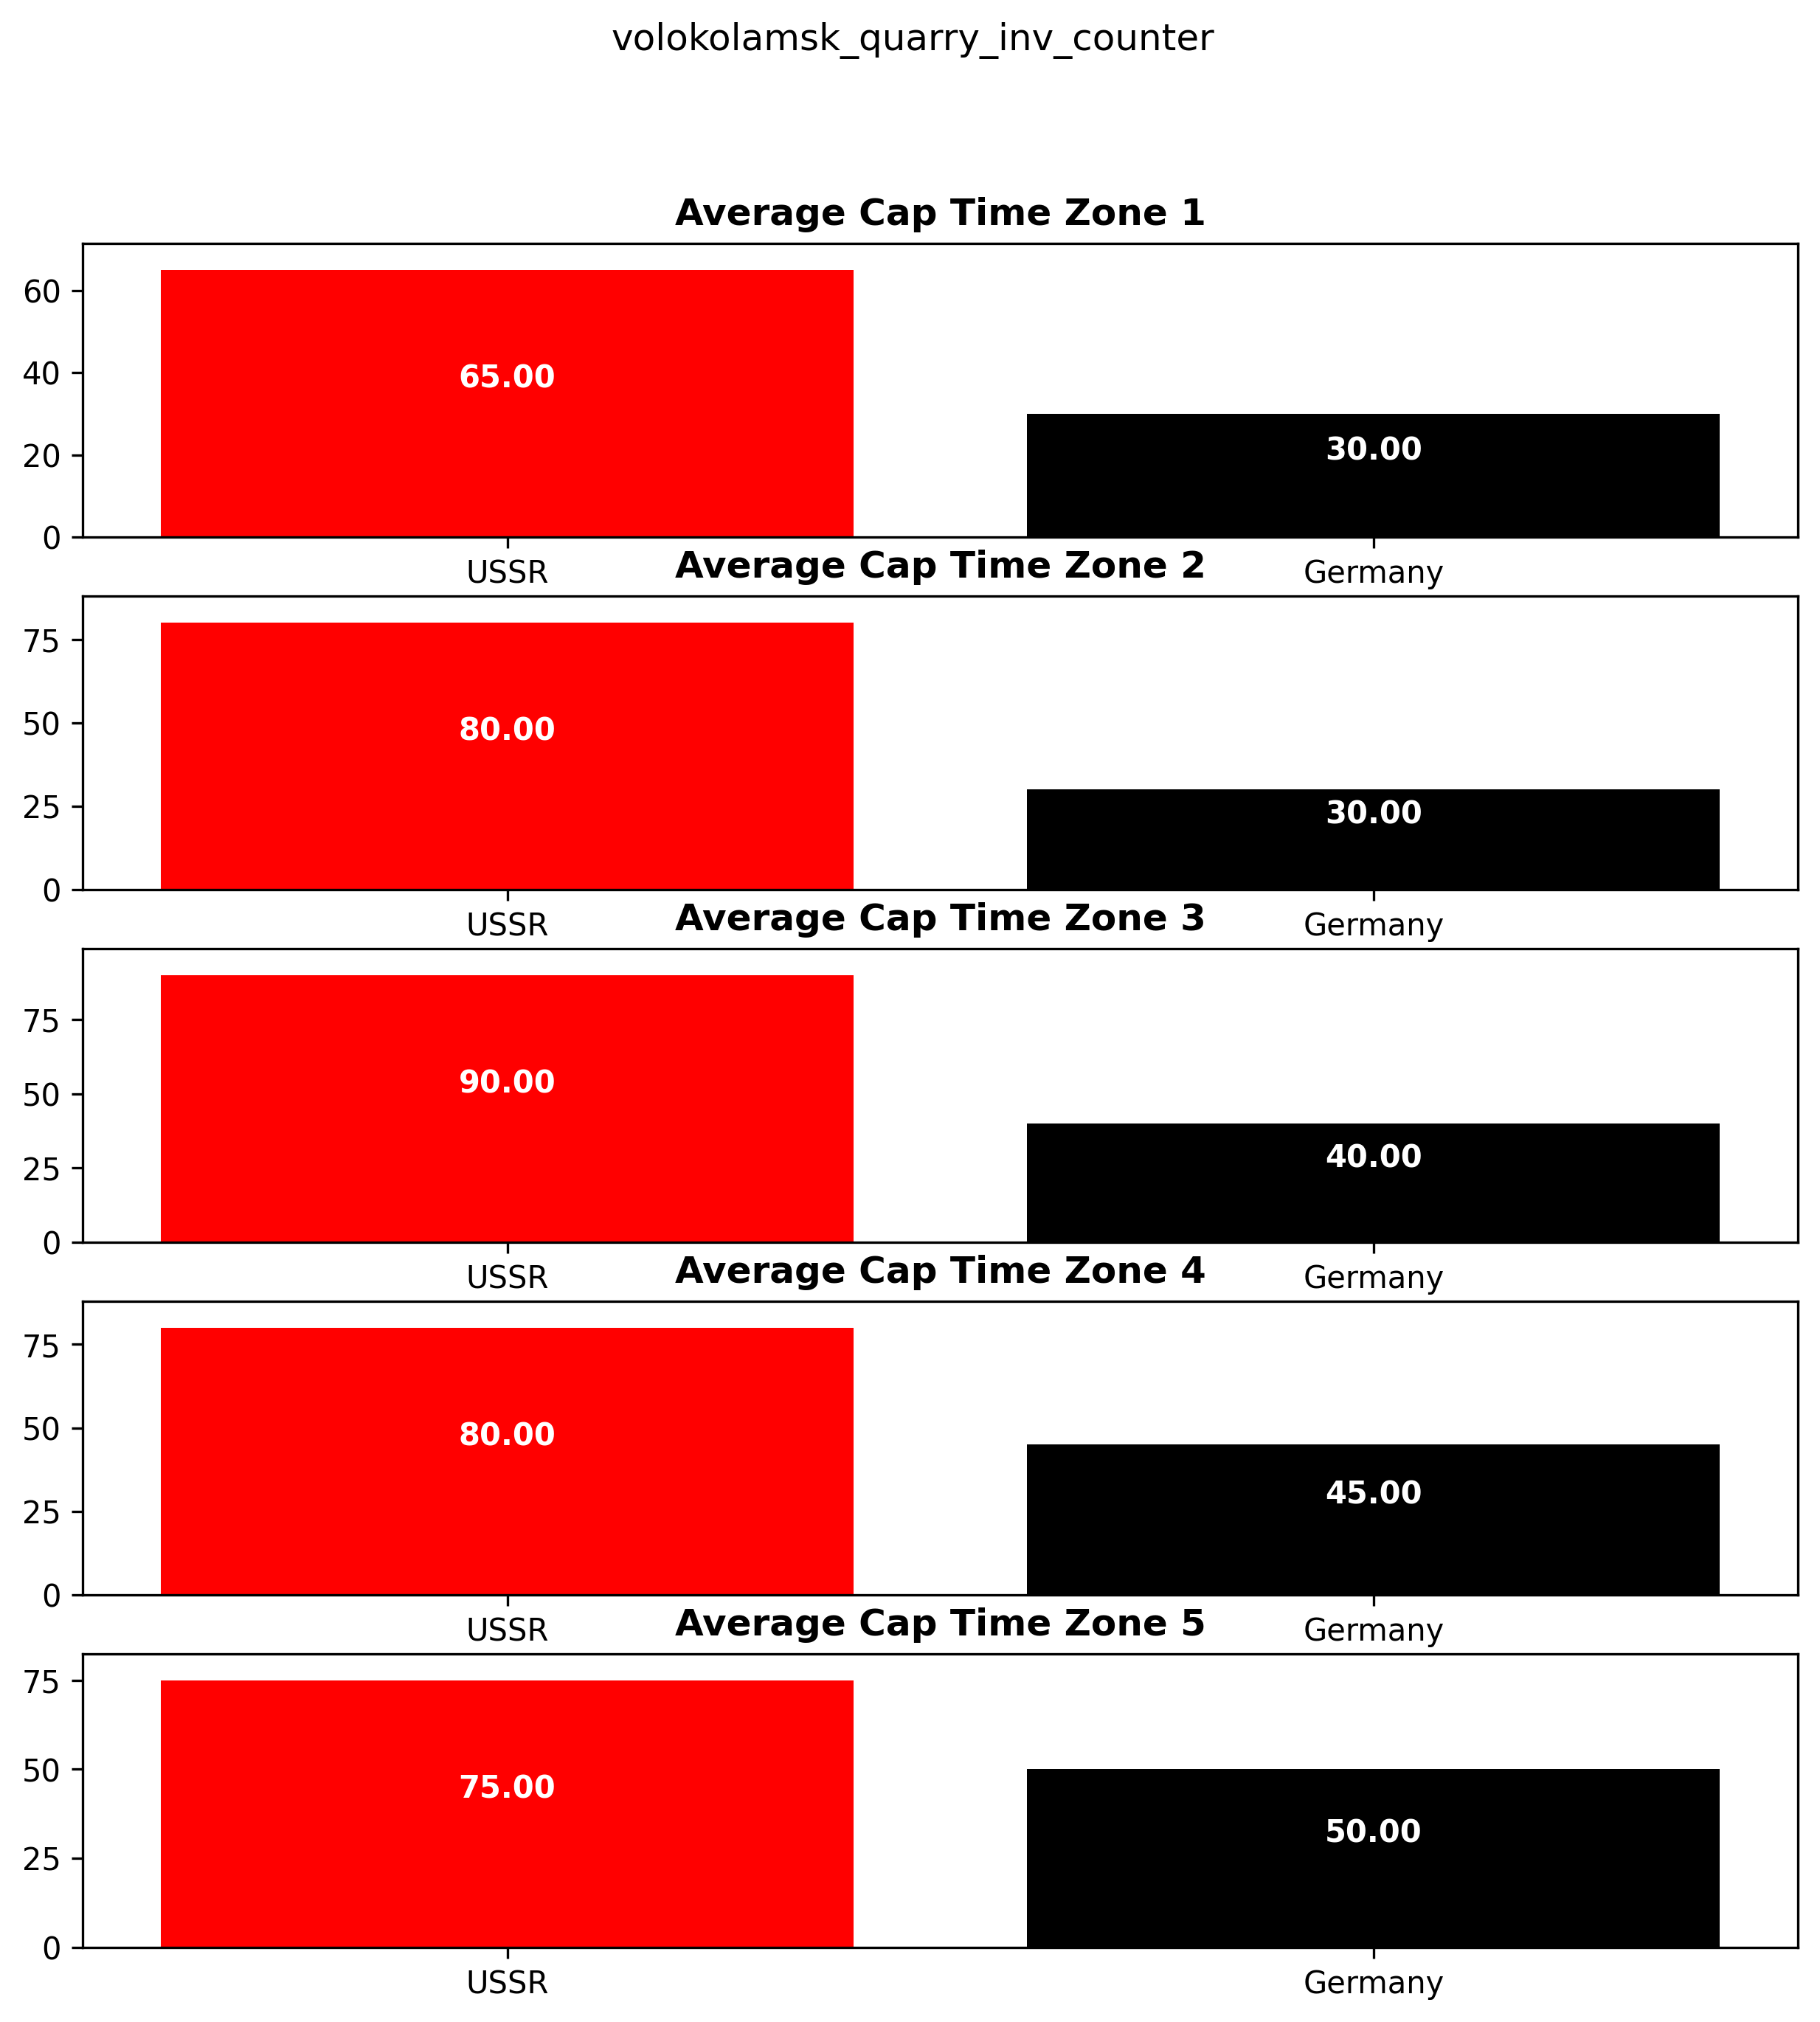 volokolamsk_quarry_inv_counter
Average Cap Time Zone 1
60
40
20
0
65.00
30.00
USSR
Germany
Average Cap Time Zone 2
75
50
25
0
80.00
30.00
USSR
Germany
Average Cap Time Zone 3
75
50
25
0
90.00
40.00
USSR
Germany
Average Cap Time Zone 4
75
50
25
0
80.00
45.00
USSR
Germany
Average Cap Time Zone 5
75
50
25
0
75.00
50.00
USSR
Germany